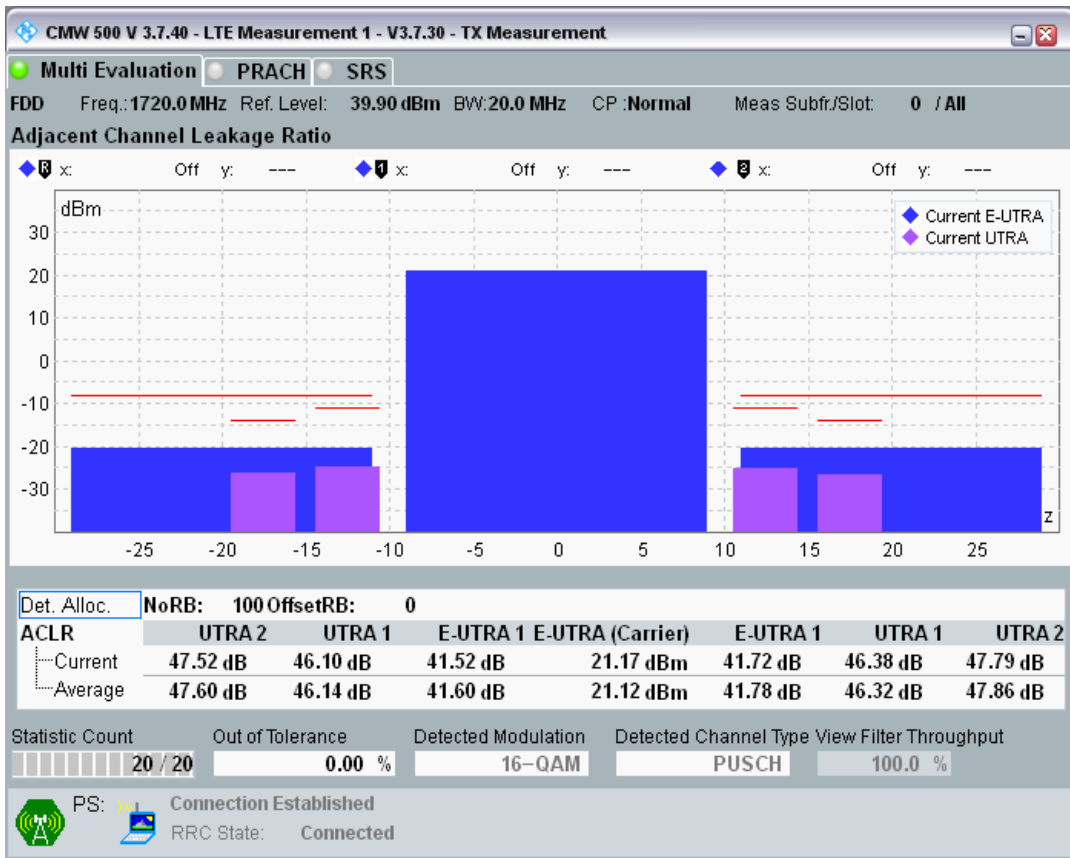 CMW 500 V 3.7.40 - LTE Measurement 1 - V3.7.30 - TX Measurement
Multi Evaluation PRACH SRS
FDD Freq.: 1720.0 MHz Ref. Level: 39.90 dBm BW: 20.0 MHz CP : Normal Meas Subfr./Slot: 0 / All
Adjacent Channel Leakage Ratio
R x: Off y: --- 1 x: Off y: --- 2 x: Off y: ---
dBm
Current E-UTRA
Current UTRA
30
20
10
0
-10
-20
-30
z
-25 -20 -15 -10 -5 0 5 10 15 20 25
Det. Alloc. NoRB: 100 OffsetRB: 0
ACLR UTRA 2 UTRA 1 E-UTRA 1 E-UTRA (Carrier) E-UTRA 1 UTRA 1 UTRA 2
Current 47.52 dB 46.10 dB 41.52 dB 21.17 dBm 41.72 dB 46.38 dB 47.79 dB
Average 47.60 dB 46.14 dB 41.60 dB 21.12 dBm 41.78 dB 46.32 dB 47.86 dB
Statistic Count Out of Tolerance Detected Modulation Detected Channel Type View Filter Throughput
20 / 20 0.00 % 16-QAM PUSCH 100.0 %
PS: Connection Established
RRC State: Connected